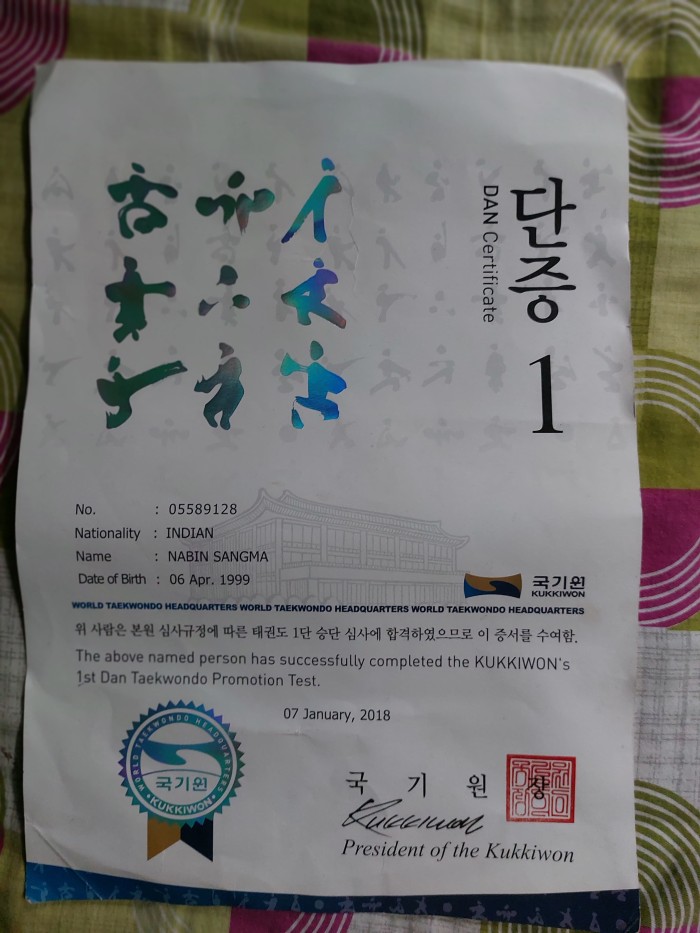 단증
DAN Certificate
1
No. : 05589128
Nationality : INDIAN
Name : NABIN SANGMA
Date of Birth : 06 Apr. 1999
국기원
KUKKIWON
WORLD TAEKWONDO HEADQUARTERS WORLD TAEKWONDO HEADQUARTERS WORLD TAEKWONDO HEADQUARTERS
위 사람은 본원 심사규정에 따른 태권도 1단 승단 심사에 합격하였으므로 이 증서를 수여함.
The above named person has successfully completed the KUKKIWON's
1st Dan Taekwondo Promotion Test.
07 January, 2018
WORLD TAEKWONDO HEADQUARTERS
국기원
KUKKIWON
국 기 원 장
Kukkiwon
President of the Kukkiwon